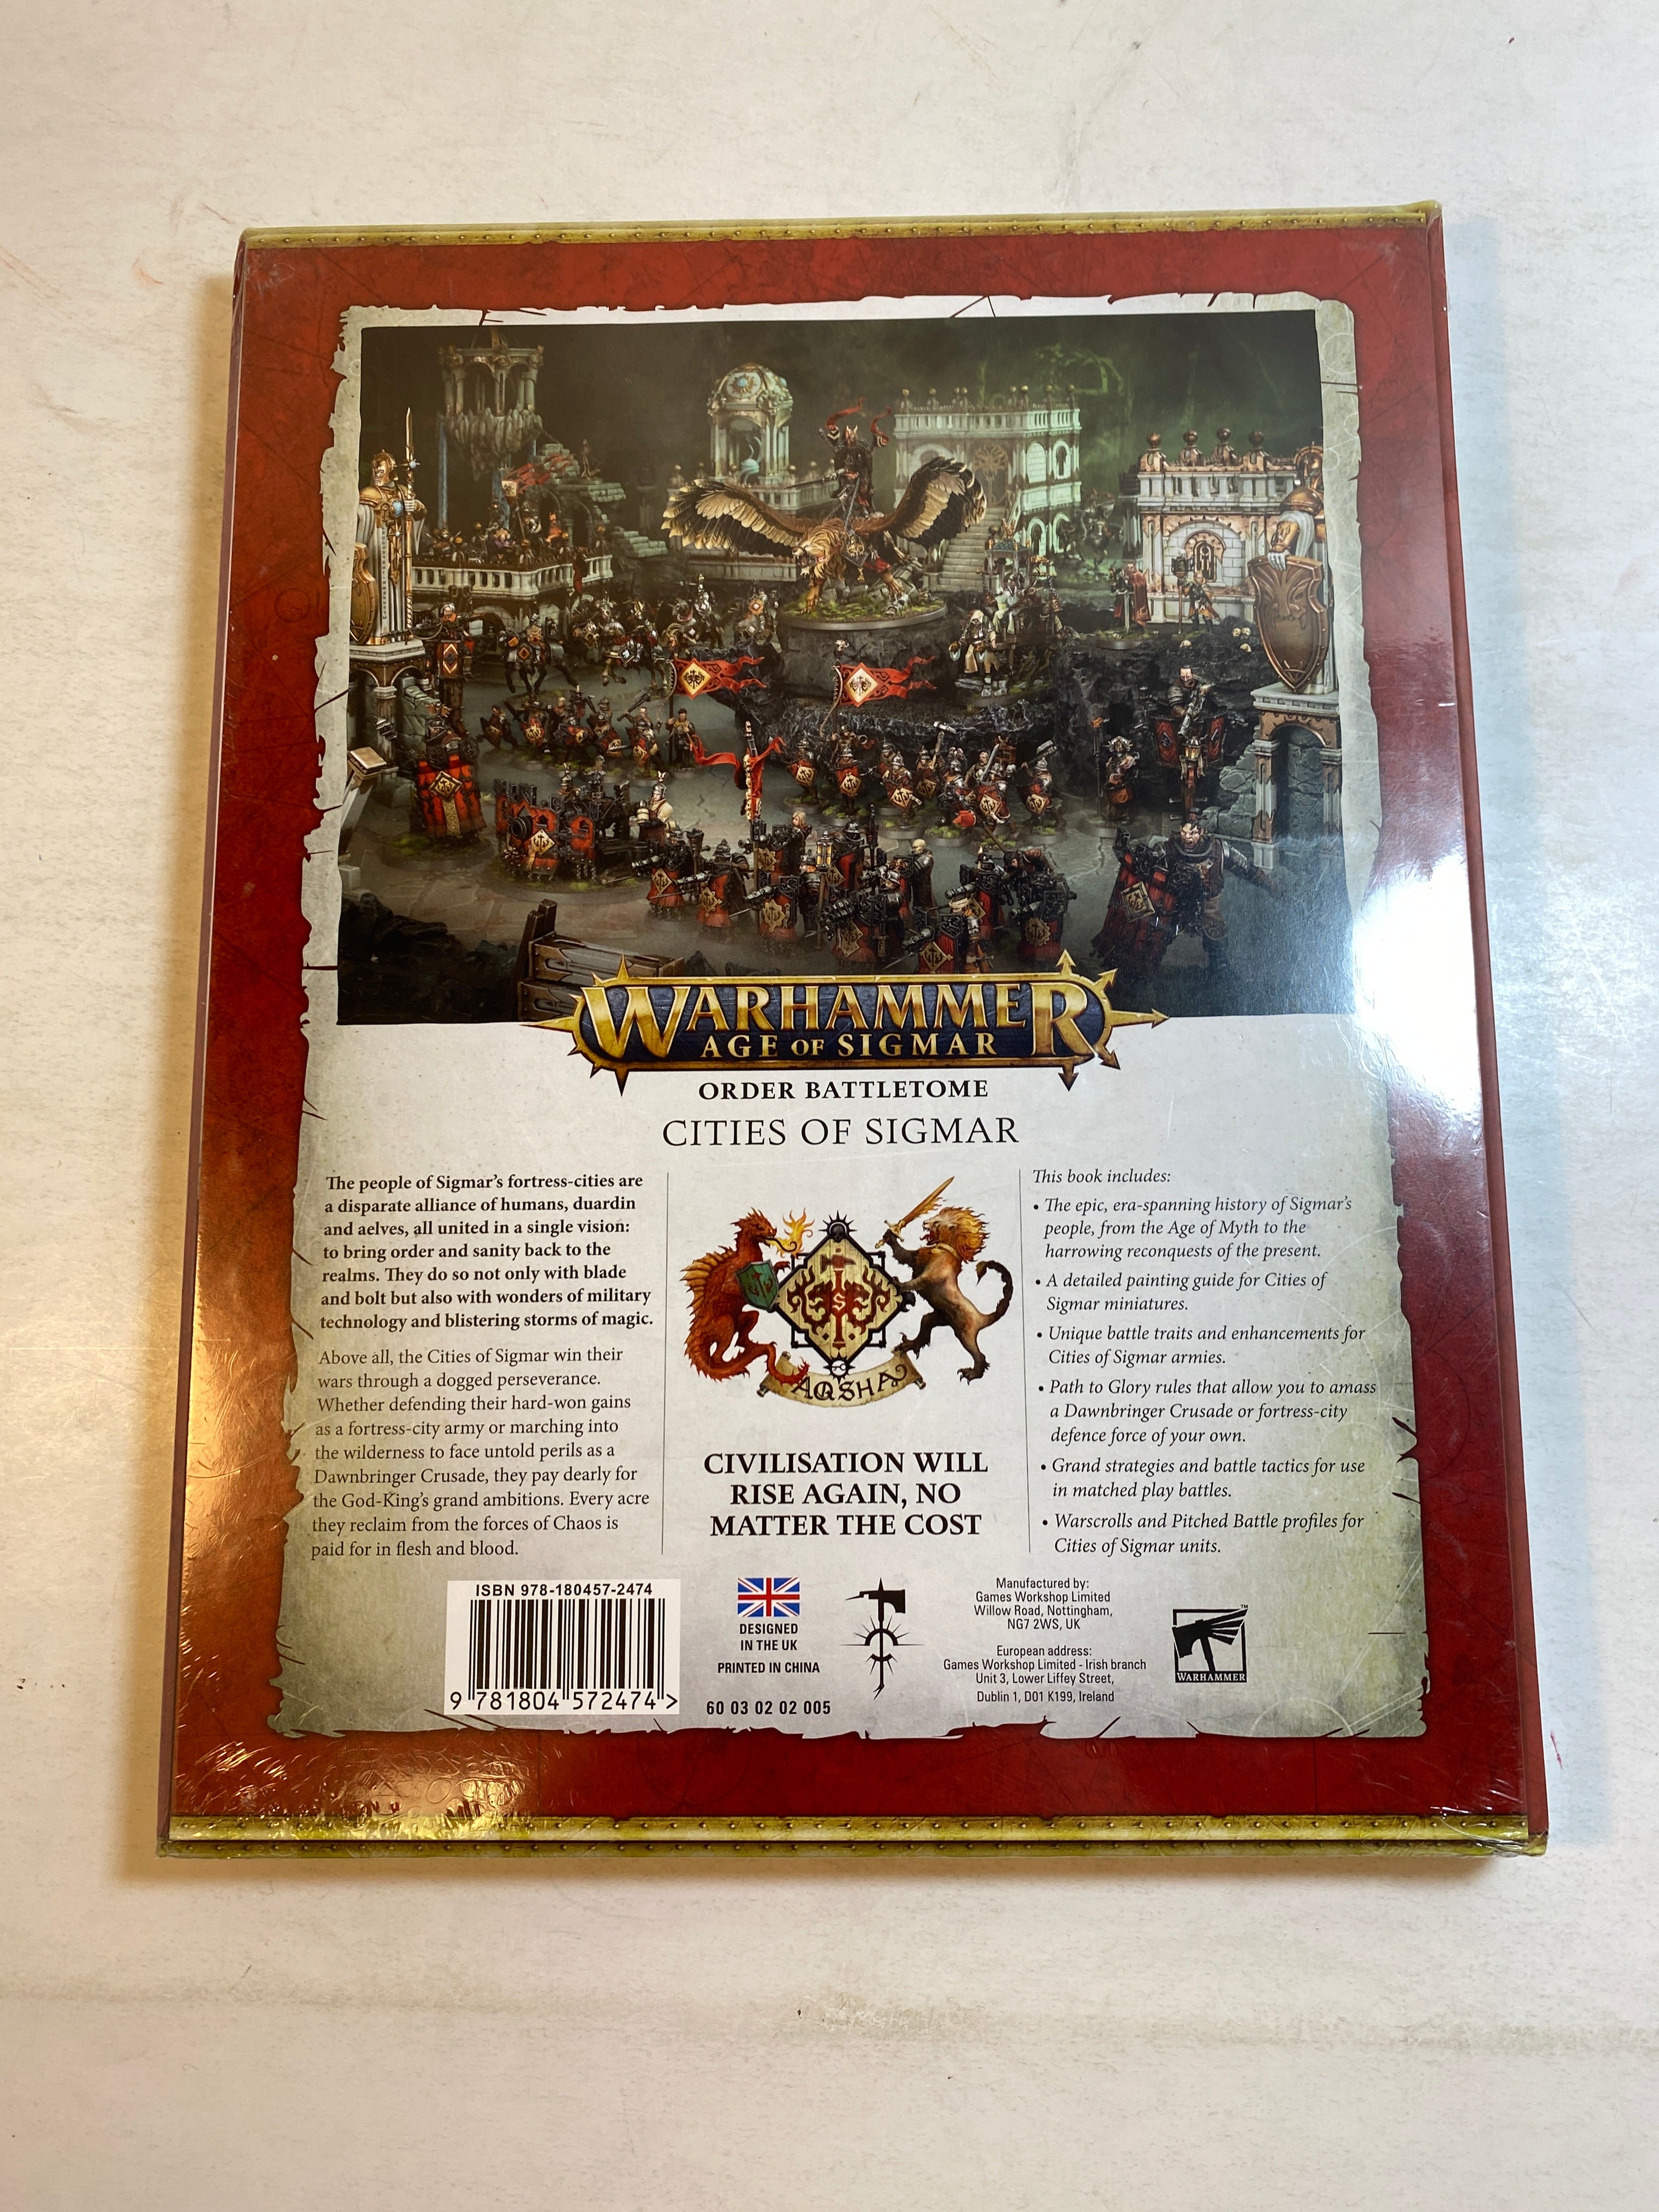 WARHAMMER
AGE OF SIGMAR
ORDER BATTLETOME
CITIES OF SIGMAR
The people of Sigmar's fortress-cities are
a disparate alliance of humans, duardin
and aelves, all united in a single vision:
to bring order and sanity back to the
realms. They do so not only with blade
and bolt but also with wonders of military
technology and blistering storms of magic.
Above all, the Cities of Sigmar win their
wars through a dogged perseverance.
Whether defending their hard-won gains
as a fortress-city army or marching into
the wilderness to face untold perils as a
Dawnbringer Crusade, they pay dearly for
the God-King's grand ambitions. Every acre
they reclaim from the forces of Chaos is
paid for in flesh and blood.
S
AQSHA
CIVILISATION WILL
RISE AGAIN, NO
MATTER THE COST
This book includes:
• The epic, era-spanning history of Sigmar's
people, from the Age of Myth to the
harrowing reconquests of the present.
• A detailed painting guide for Cities of
Sigmar miniatures.
• Unique battle traits and enhancements for
Cities of Sigmar armies.
• Path to Glory rules that allow you to amass
a Dawnbringer Crusade or fortress-city
defence force of your own.
• Grand strategies and battle tactics for use
in matched play battles.
• Warscrolls and Pitched Battle profiles for
Cities of Sigmar units.
ISBN 978-180457-2474
9 781804 572474 >
DESIGNED
IN THE UK
PRINTED IN CHINA
60 03 02 02 005
Manufactured by:
Games Workshop Limited
Willow Road, Nottingham,
NG7 2WS, UK
European address:
Games Workshop Limited - Irish branch
Unit 3, Lower Liffey Street,
Dublin 1, D01 K199, Ireland
WARHAMMER
™